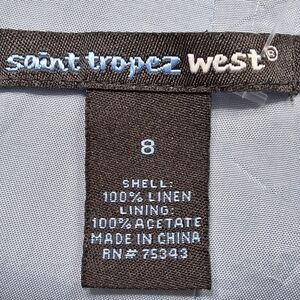 saint tropez west®
8
SHELL:
100% LINEN
LINING:
100% ACETATE
MADE IN CHINA
RN# 75343